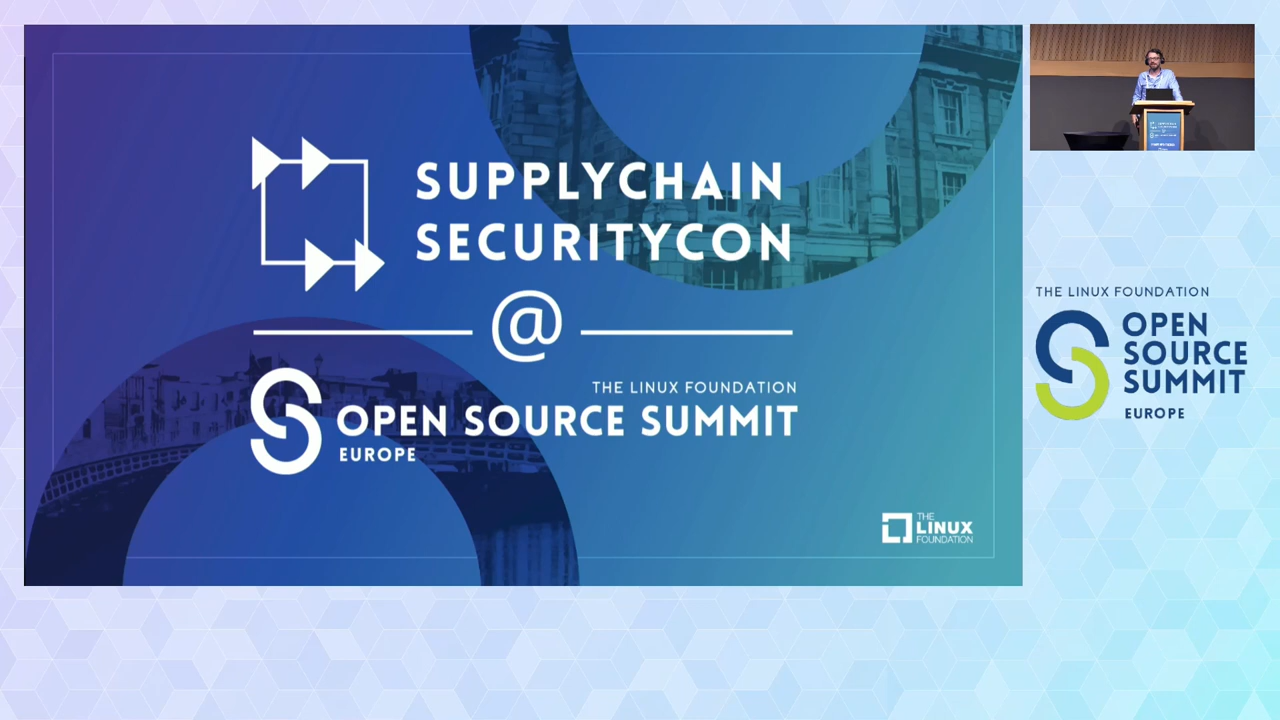 SUPPLYCHAIN
SECURITYCON
@
THE LINUX FOUNDATION
OPEN SOURCE SUMMIT
EUROPE
THE
LINUX
FOUNDATION
THE LINUX FOUNDATION
OPEN
SOURCE
SUMMIT
EUROPE